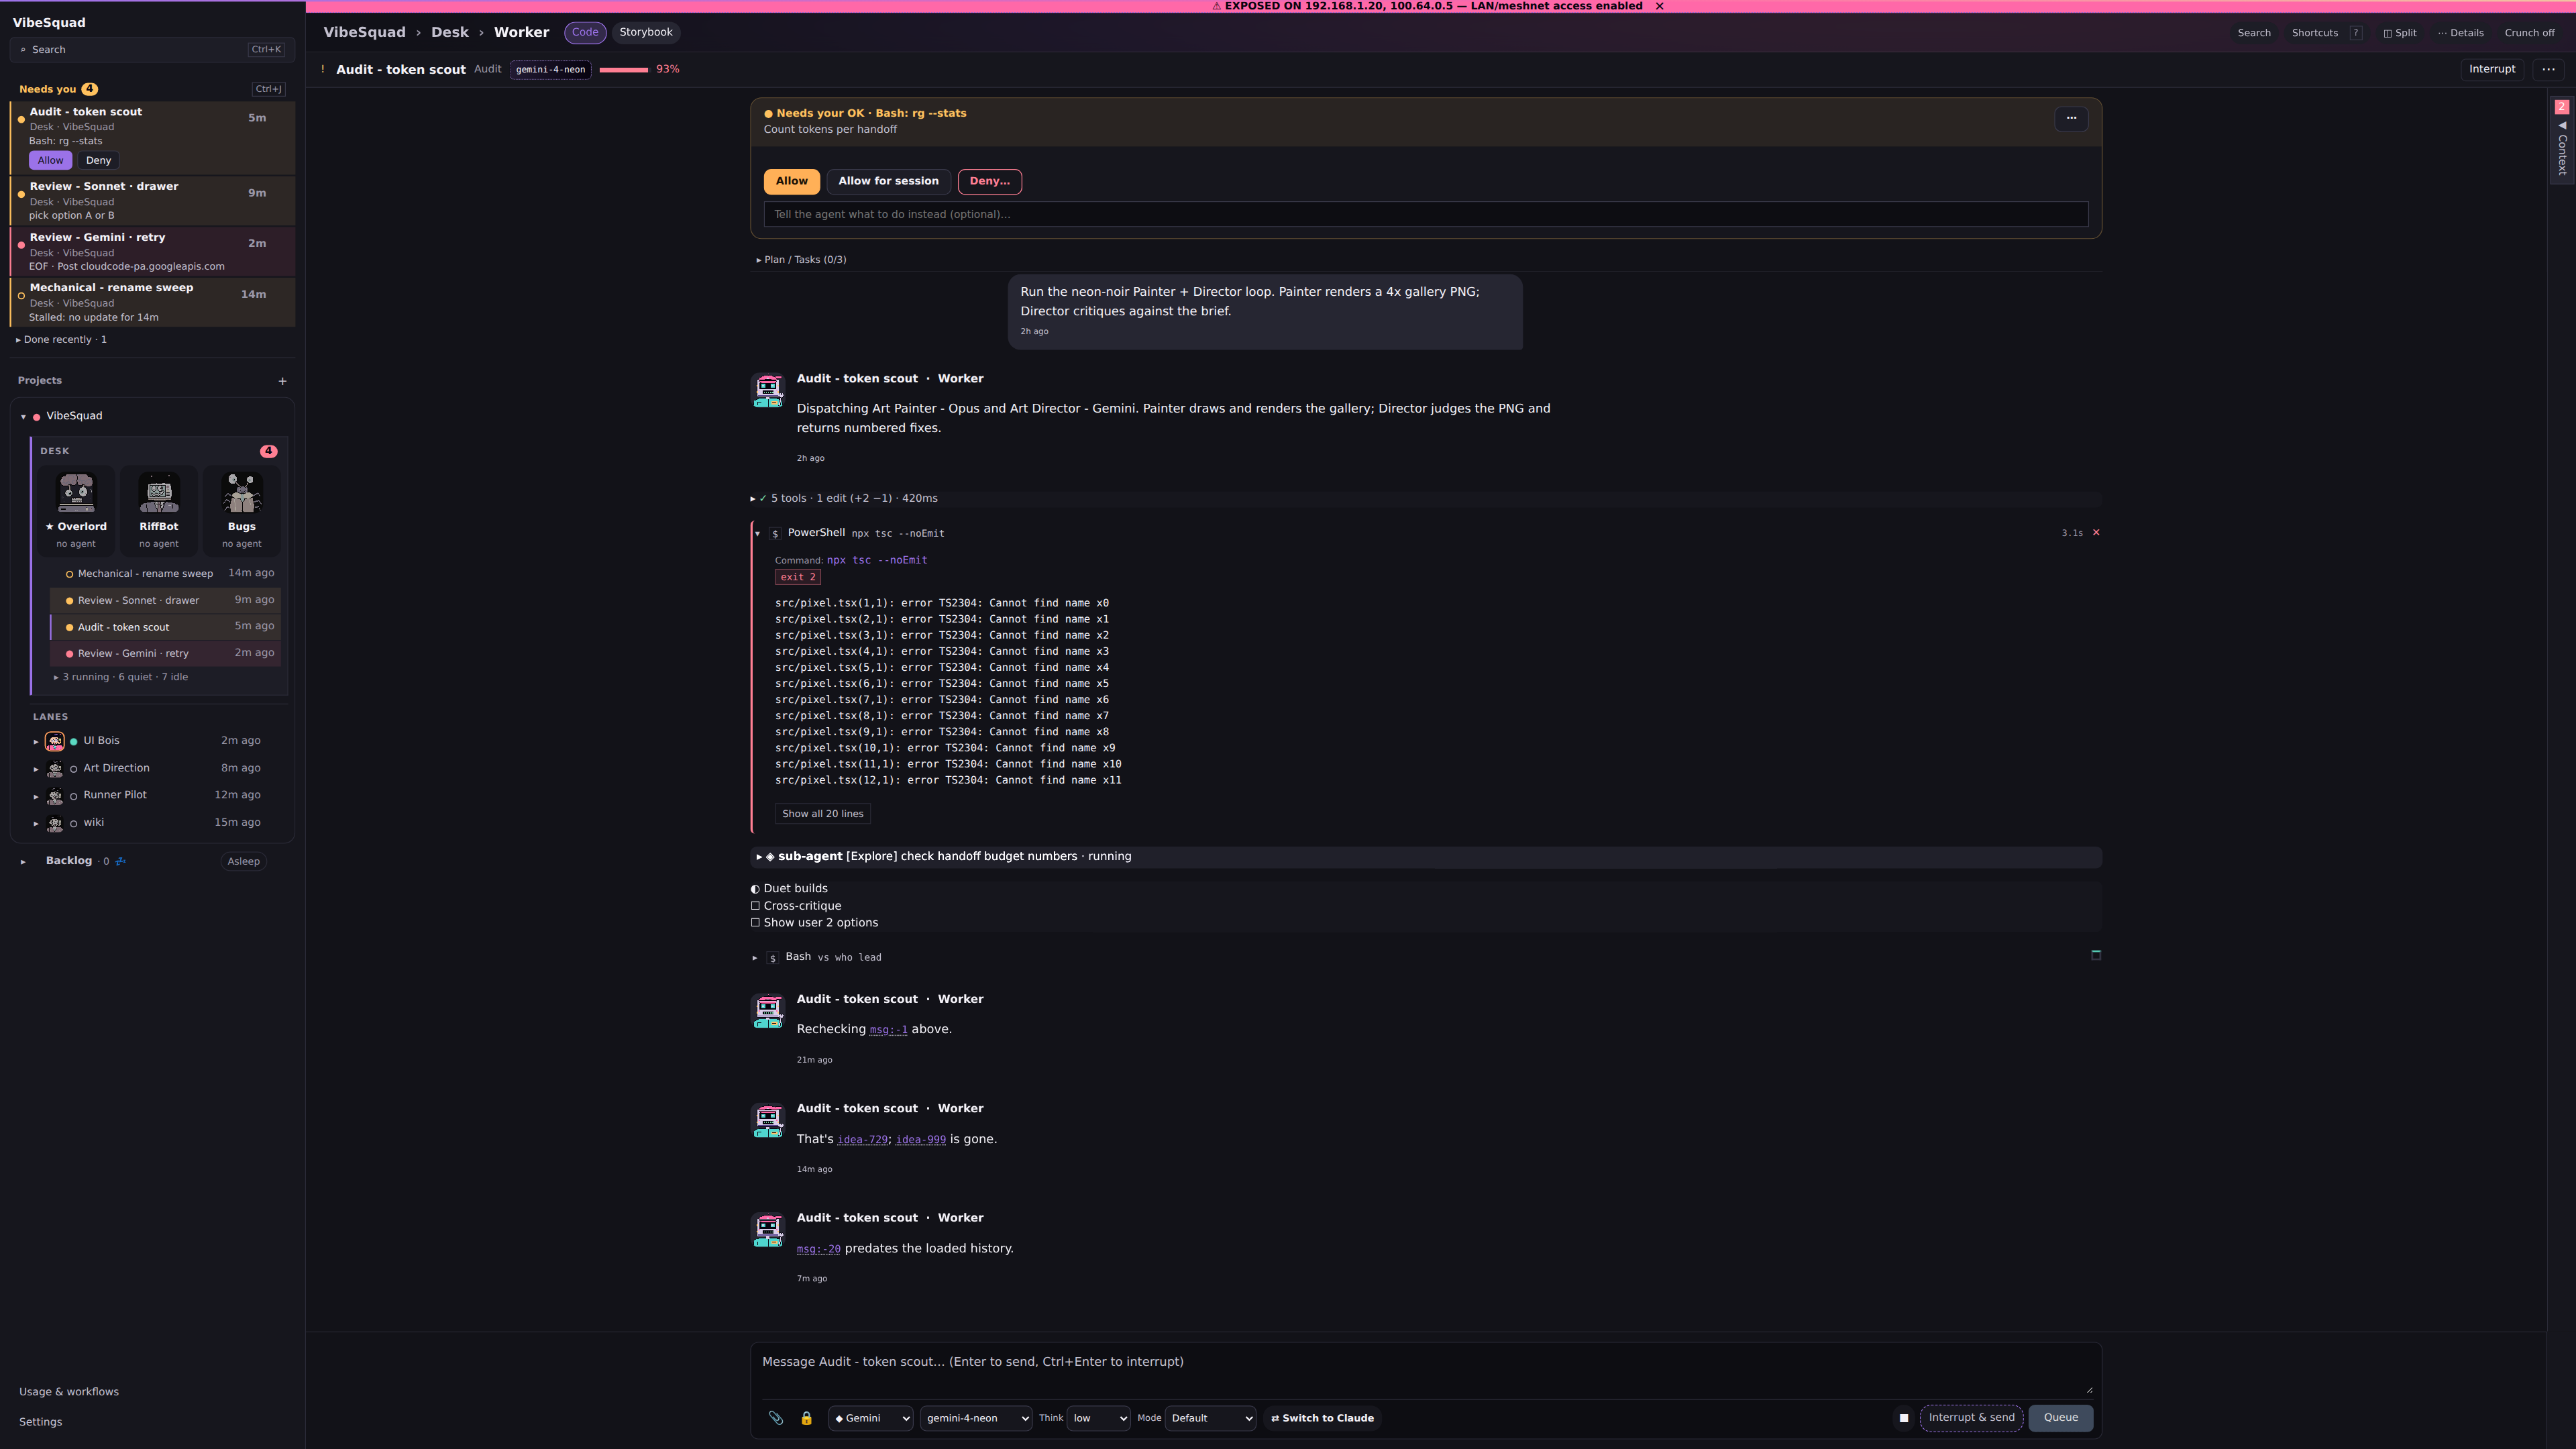 ⚠ EXPOSED ON 192.168.1.20, 100.64.0.5 — LAN/meshnet access enabled ✕
VibeSquad
Search Ctrl+K
Needs you 4 Ctrl+J
Audit - token scout 5m
Desk · VibeSquad
Bash: rg --stats
Allow Deny
Review - Sonnet · drawer 9m
Desk · VibeSquad
pick option A or B
Review - Gemini · retry 2m
Desk · VibeSquad
EOF · Post cloudcode-pa.googleapis.com
Mechanical - rename sweep 14m
Desk · VibeSquad
Stalled: no update for 14m
▸ Done recently · 1
Projects +
▾ VibeSquad
DESK 4
★ Overlord RiffBot Bugs
no agent no agent no agent
Mechanical - rename sweep 14m ago
Review - Sonnet · drawer 9m ago
Audit - token scout 5m ago
Review - Gemini · retry 2m ago
▸ 3 running · 6 quiet · 7 idle
LANES
▸ UI Bois 2m ago
▸ Art Direction 8m ago
▸ Runner Pilot 12m ago
▸ wiki 15m ago
▸ Backlog · 0 💤 Asleep
Usage & workflows
Settings
VibeSquad › Desk › Worker Code Storybook
Search Shortcuts ? ◫ Split ⋯ Details Crunch off
! Audit - token scout Audit gemini-4-neon 93%
Interrupt ⋯
2 ◀ Context
● Needs your OK · Bash: rg --stats
Count tokens per handoff
⋯
Allow Allow for session Deny…
Tell the agent what to do instead (optional)…
▸ Plan / Tasks (0/3)
Run the neon-noir Painter + Director loop. Painter renders a 4x gallery PNG;
Director critiques against the brief.
2h ago
Audit - token scout · Worker
Dispatching Art Painter - Opus and Art Director - Gemini. Painter draws and renders the gallery; Director judges the PNG and
returns numbered fixes.
2h ago
▸ ✓ 5 tools · 1 edit (+2 −1) · 420ms
▾ $ PowerShell npx tsc --noEmit 3.1s ✕
Command: npx tsc --noEmit
exit 2
src/pixel.tsx(1,1): error TS2304: Cannot find name x0
src/pixel.tsx(2,1): error TS2304: Cannot find name x1
src/pixel.tsx(3,1): error TS2304: Cannot find name x2
src/pixel.tsx(4,1): error TS2304: Cannot find name x3
src/pixel.tsx(5,1): error TS2304: Cannot find name x4
src/pixel.tsx(6,1): error TS2304: Cannot find name x5
src/pixel.tsx(7,1): error TS2304: Cannot find name x6
src/pixel.tsx(8,1): error TS2304: Cannot find name x7
src/pixel.tsx(9,1): error TS2304: Cannot find name x8
src/pixel.tsx(10,1): error TS2304: Cannot find name x9
src/pixel.tsx(11,1): error TS2304: Cannot find name x10
src/pixel.tsx(12,1): error TS2304: Cannot find name x11
Show all 20 lines
▸ ◈ sub-agent [Explore] check handoff budget numbers · running
◐ Duet builds
☐ Cross-critique
☐ Show user 2 options
▸ $ Bash vs who lead
Audit - token scout · Worker
Rechecking msg:-1 above.
21m ago
Audit - token scout · Worker
That's idea-729; idea-999 is gone.
14m ago
Audit - token scout · Worker
msg:-20 predates the loaded history.
7m ago
Message Audit - token scout… (Enter to send, Ctrl+Enter to interrupt)
📎 🔒 ◆ Gemini gemini-4-neon Think low Mode Default ⇄ Switch to Claude
■ Interrupt & send Queue